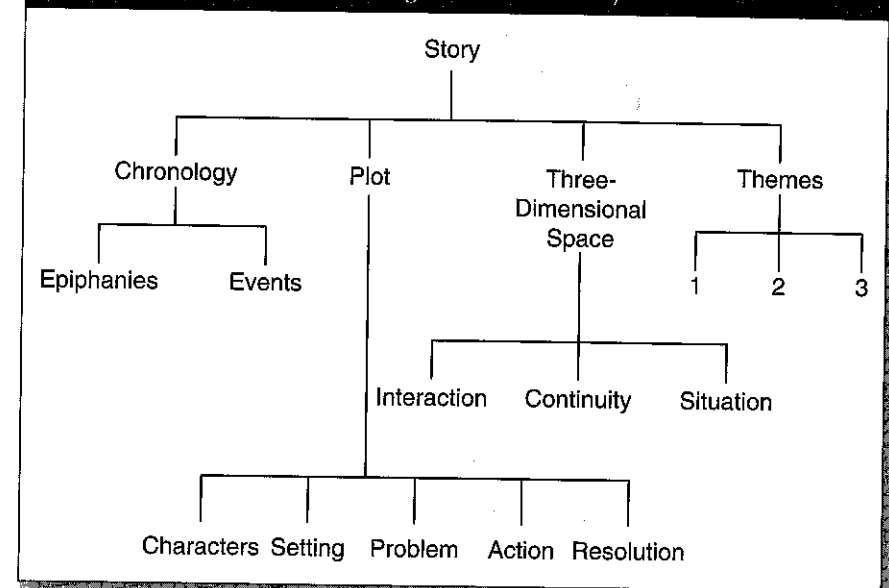 Story
Chronology Plot Three-
Dimensional
Space Themes
Epiphanies Events 1 2 3
Interaction Continuity Situation
Characters Setting Problem Action Resolution